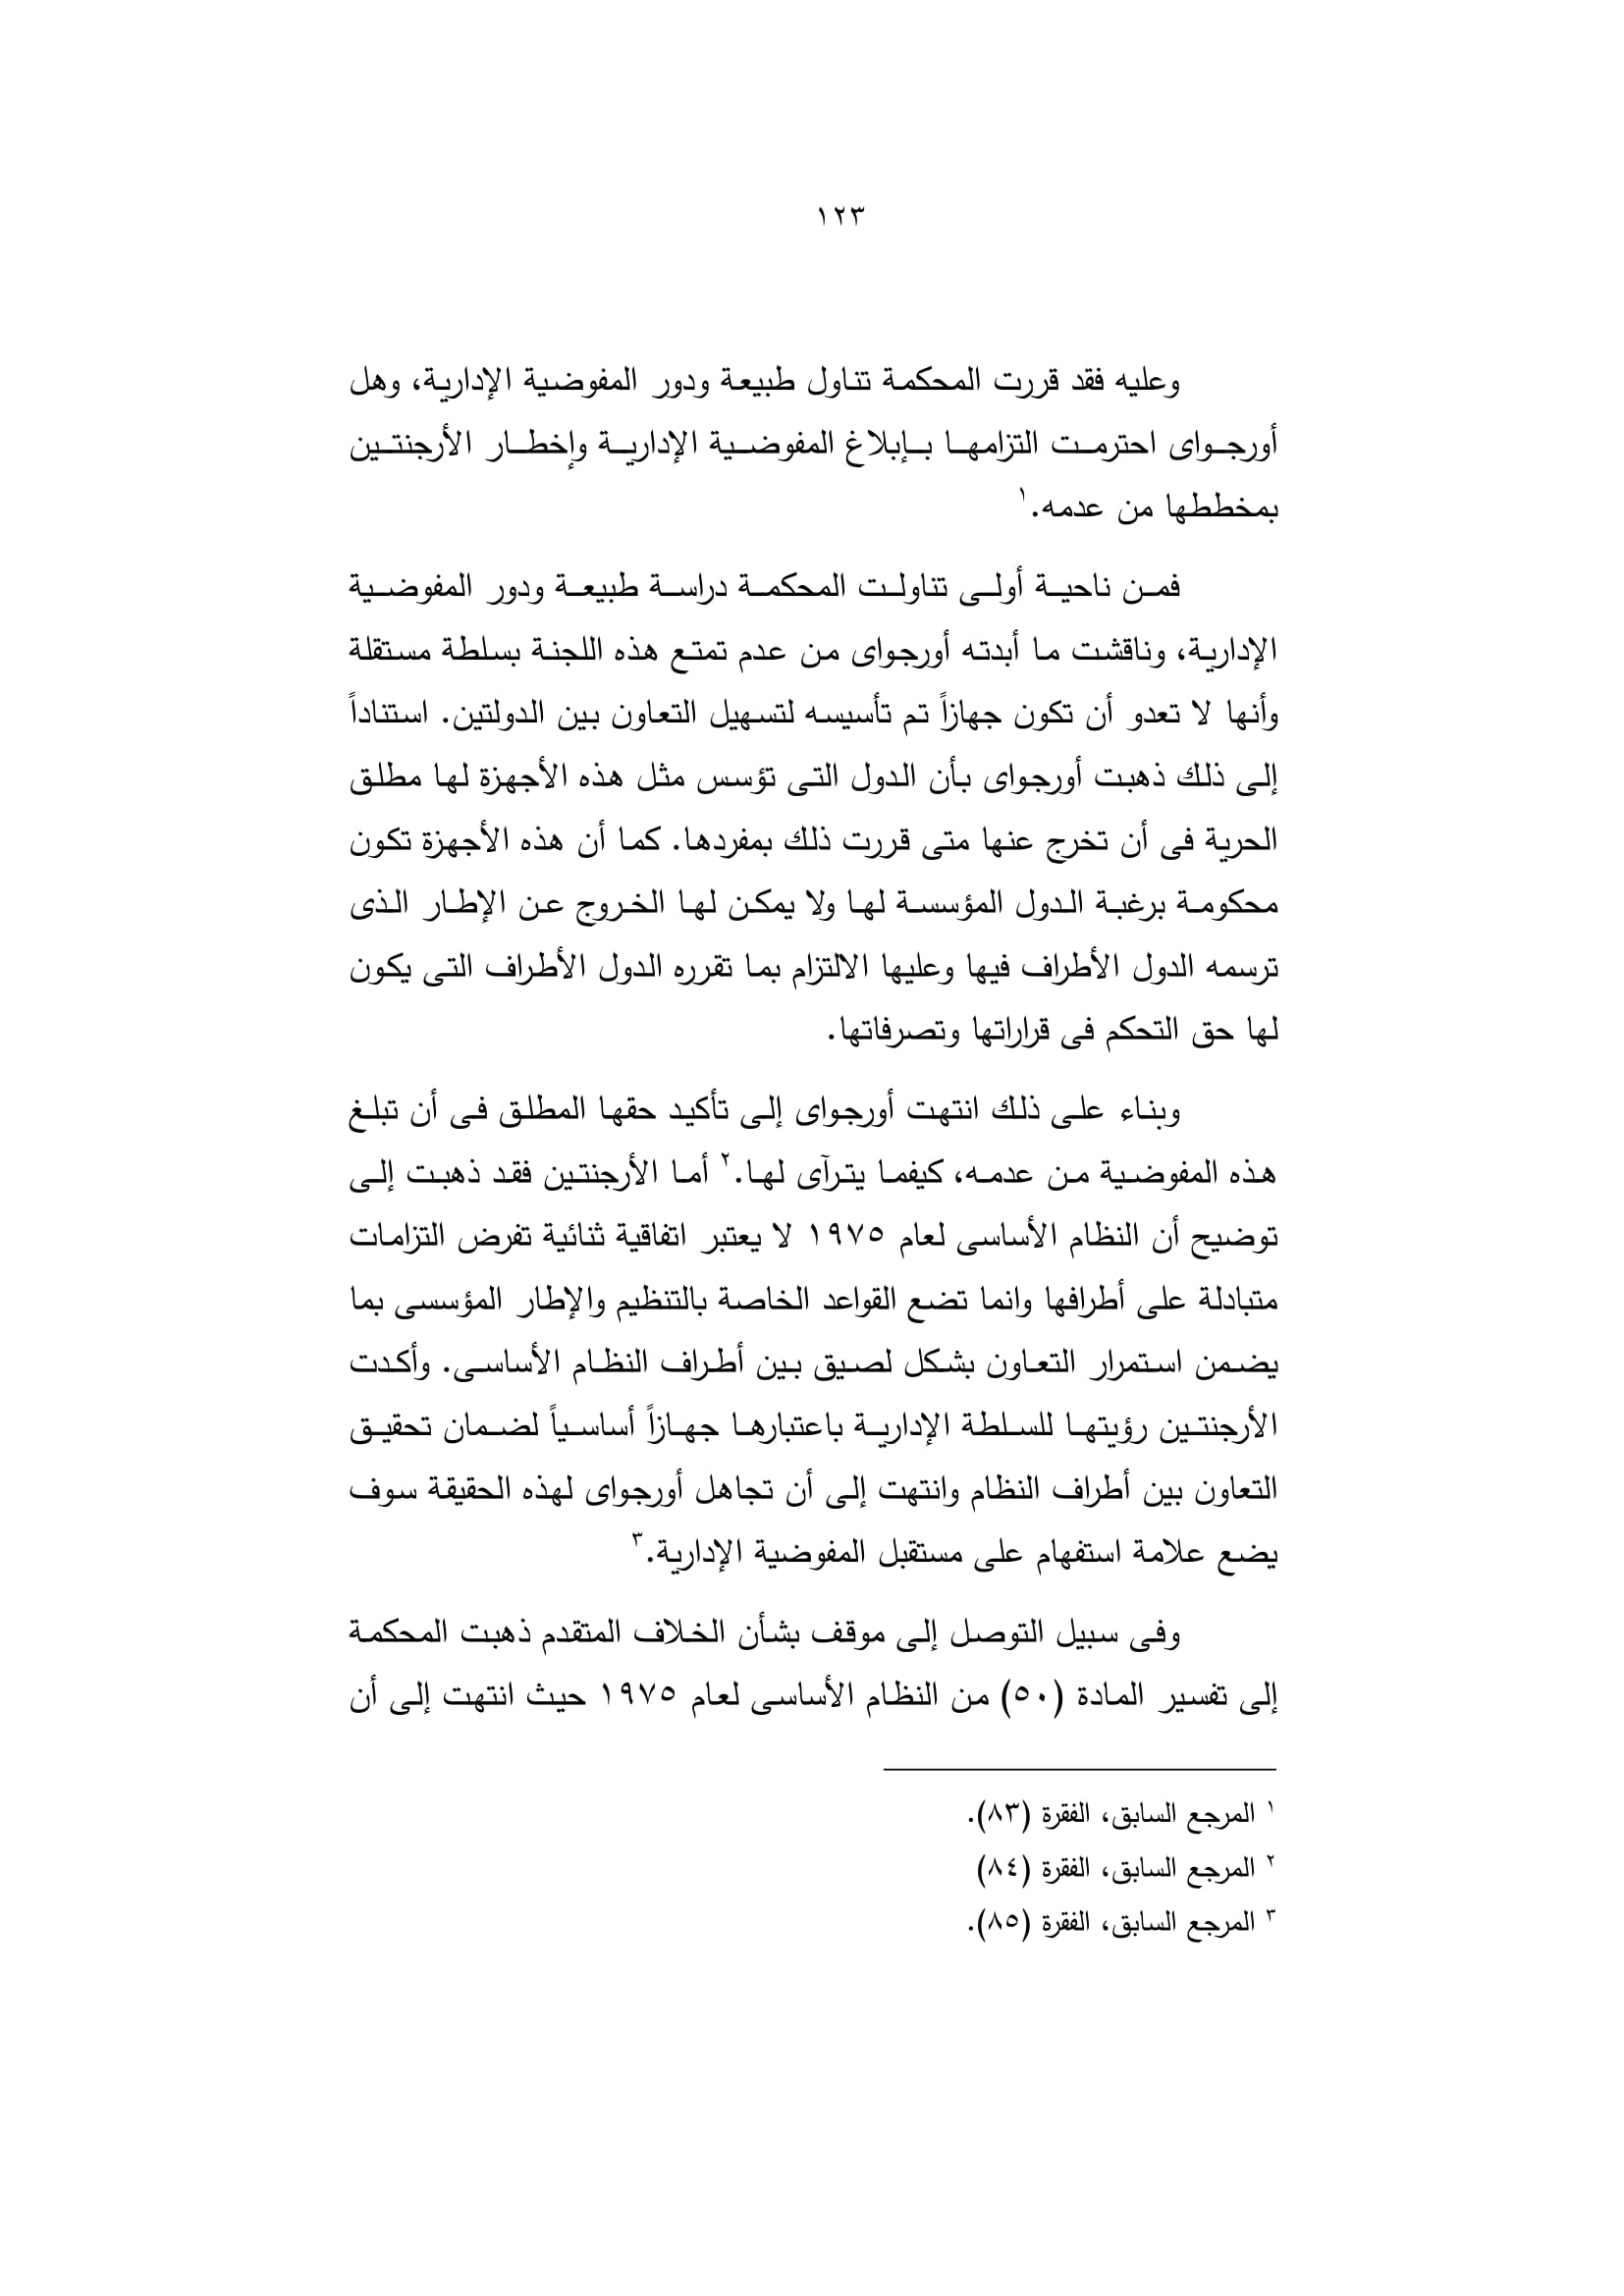 ١٢٣
وعليه فقد قررت المحكمة تناول طبيعة ودور المفوضية الإدارية، وهل
أورجواى احترمت التزامها بإبلاغ المفوضية الإدارية وإخطار الأرجنتين
بمخططها من عدمه.١
فمن ناحية أولى تناولت المحكمة دراسة طبيعة ودور المفوضية
الإدارية، وناقشت ما أبدته أورجواى من عدم تمتع هذه اللجنة بسلطة مستقلة
وأنها لا تعدو أن تكون جهازاً تم تأسيسه لتسهيل التعاون بين الدولتين. استناداً
إلى ذلك ذهبت أورجواى بأن الدول التى تؤسس مثل هذه الأجهزة لها مطلق
الحرية فى أن تخرج عنها متى قررت ذلك بمفردها. كما أن هذه الأجهزة تكون
محكومة برغبة الدول المؤسسة لها ولا يمكن لها الخروج عن الإطار الذى
ترسمه الدول الأطراف فيها وعليها الالتزام بما تقرره الدول الأطراف التى يكون
لها حق التحكم فى قراراتها وتصرفاتها.
وبناء على ذلك انتهت أورجواى إلى تأكيد حقها المطلق فى أن تبلغ
هذه المفوضية من عدمه، كيفما يترآى لها.٢ أما الأرجنتين فقد ذهبت إلى
توضيح أن النظام الأساسى لعام ١٩٧٥ لا يعتبر اتفاقية ثنائية تفرض التزامات
متبادلة على أطرافها وانما تضع القواعد الخاصة بالتنظيم والإطار المؤسسى بما
يضمن استمرار التعاون بشكل لصيق بين أطراف النظام الأساسى. وأكدت
الأرجنتين رؤيتها للسلطة الإدارية باعتبارها جهازاً أساسياً لضمان تحقيق
التعاون بين أطراف النظام وانتهت إلى أن تجاهل أورجواى لهذه الحقيقة سوف
يضع علامة استفهام على مستقبل المفوضية الإدارية.٣
وفى سبيل التوصل إلى موقف بشأن الخلاف المتقدم ذهبت المحكمة
إلى تفسير المادة (٥٠) من النظام الأساسى لعام ١٩٧٥ حيث انتهت إلى أن
١ المرجع السابق، الفقرة (٨٣).
٢ المرجع السابق، الفقرة (٨٤)
٣ المرجع السابق، الفقرة (٨٥).